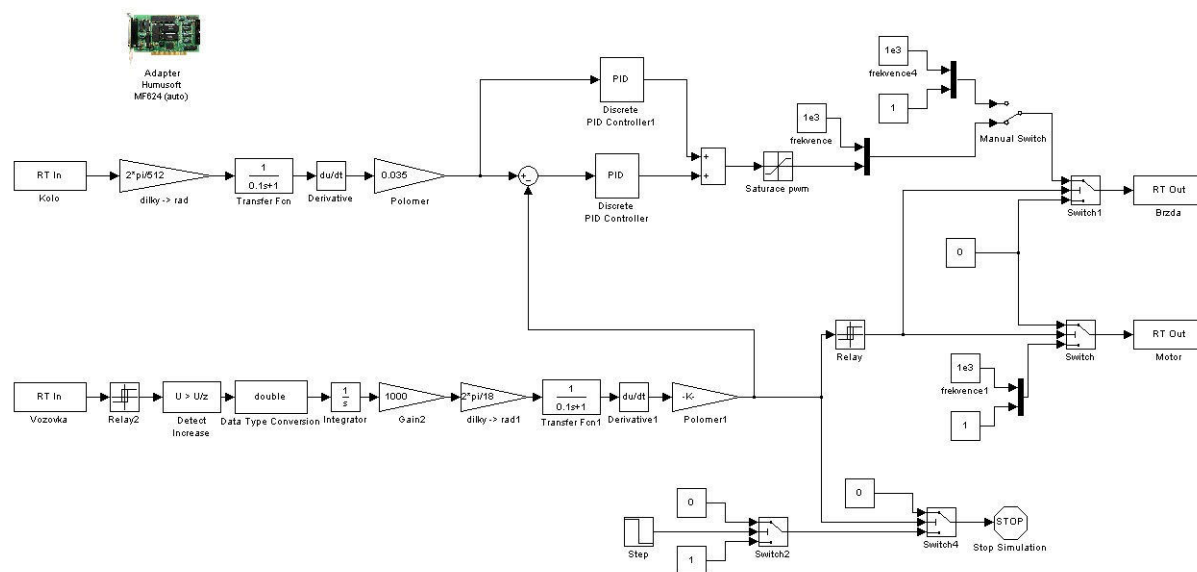 Adapter
Humusoft
MF624 (auto)
PID
Discrete
PID Controller1
1e3
frekvence4
1
1e3
frekvence
Manual Switch
RT In
Kolo
2*pi/512
dilky -> rad
1
0.1s+1
Transfer Fcn
du/dt
Derivative
0.035
Polomer
+
-
PID
Discrete
PID Controller
+
+
Saturace pwm
Switch1
RT Out
Brzda
0
Relay
Switch
RT Out
Motor
1e3
frekvence1
1
RT In
Vozovka
Relay2
U > U/z
Detect
Increase
double
Data Type Conversion
1
s
Integrator
1000
Gain2
2*pi/18
dilky -> rad1
1
0.1s+1
Transfer Fcn1
du/dt
Derivative1
-K-
Polomer1
Step
0
1
Switch2
0
Switch4
STOP
Stop Simulation